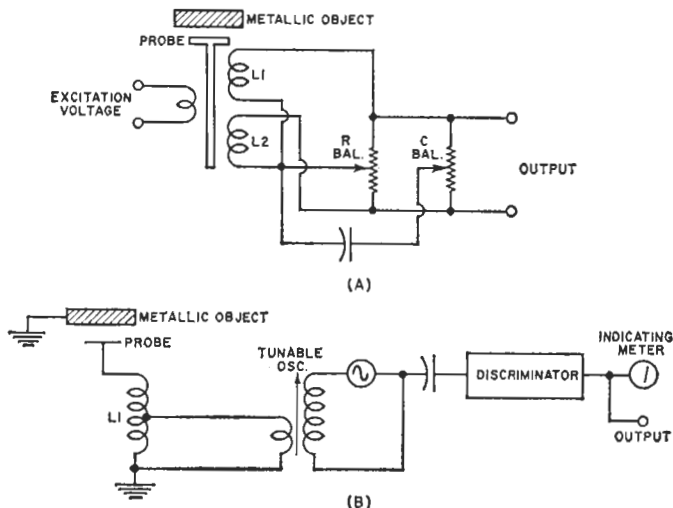 METALLIC OBJECT
PROBE
L1
EXCITATION
VOLTAGE
L2
R
BAL.
C
BAL.
OUTPUT
(A)
METALLIC OBJECT
PROBE
TUNABLE
OSC.
INDICATING
METER
DISCRIMINATOR
L1
OUTPUT
(B)